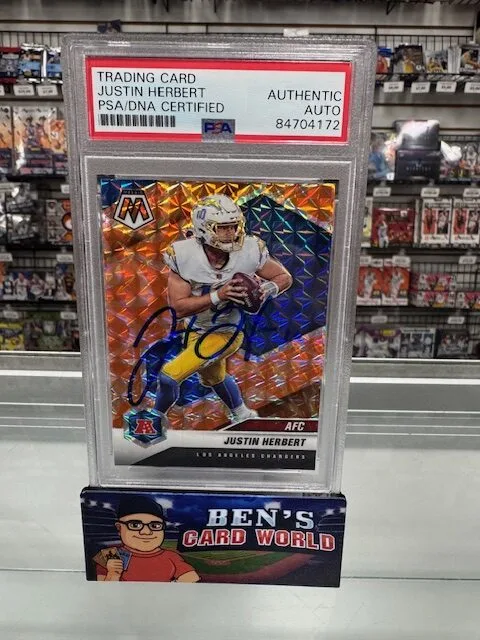 TRADING CARD
JUSTIN HERBERT
PSA/DNA CERTIFIED
AUTHENTIC
AUTO
84704172
PSA
M
10
A
AFC
JUSTIN HERBERT
LOS ANGELES CHARGERS
BEN'S
CARD WORLD